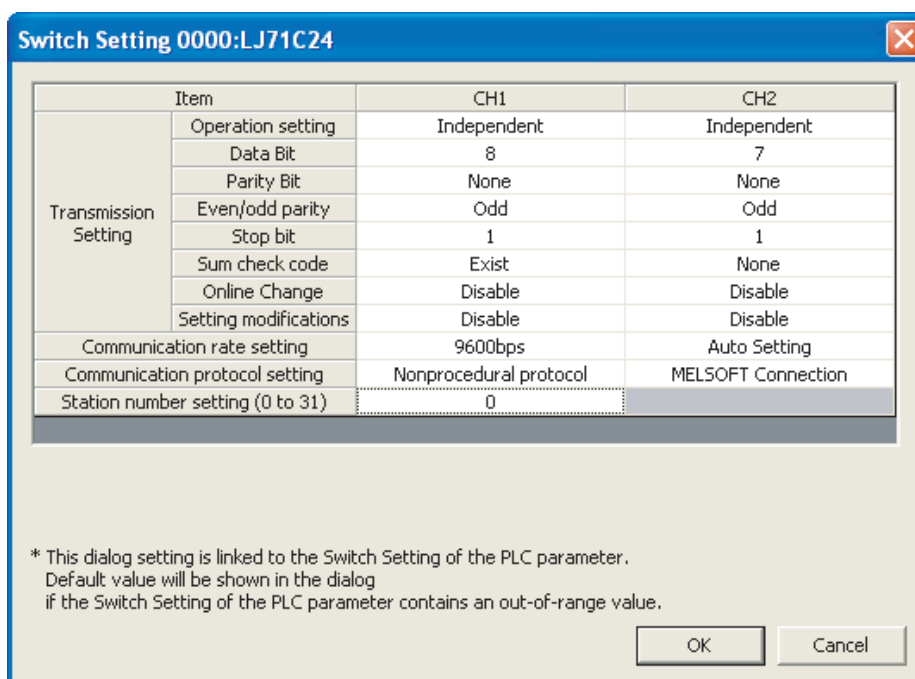 Switch Setting 0000:LJ71C24
Item CH1 CH2
Transmission Setting
Operation setting Independent Independent
Data Bit 8 7
Parity Bit None None
Even/odd parity Odd Odd
Stop bit 1 1
Sum check code Exist None
Online Change Disable Disable
Setting modifications Disable Disable
Communication rate setting 9600bps Auto Setting
Communication protocol setting Nonprocedural protocol MELSOFT Connection
Station number setting (0 to 31) 0
* This dialog setting is linked to the Switch Setting of the PLC parameter.
Default value will be shown in the dialog
if the Switch Setting of the PLC parameter contains an out-of-range value.
OK Cancel